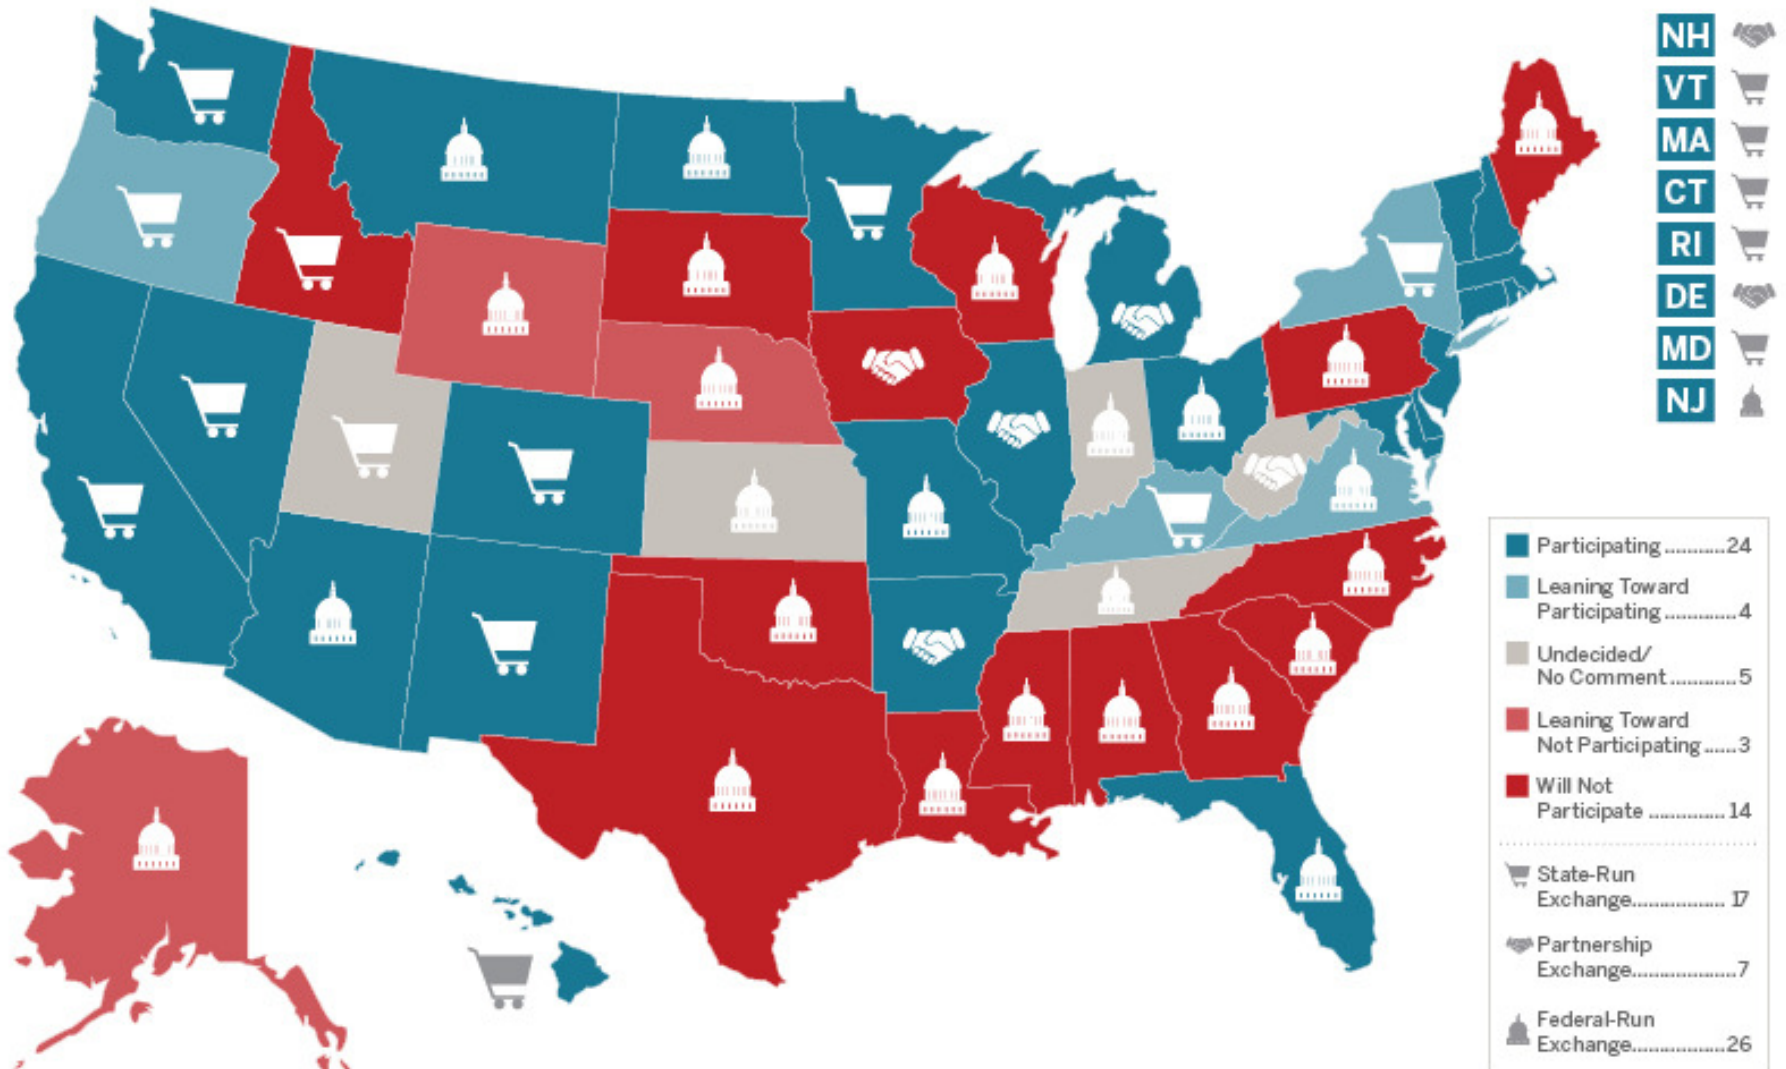 NH
VT
MA
CT
RI
DE
MD
NJ
Participating ............24
Leaning Toward
Participating ................4
Undecided/
No Comment .............5
Leaning Toward
Not Participating ......3
Will Not
Participate ............... 14
State-Run
Exchange.................. 17
Partnership
Exchange....................7
Federal-Run
Exchange..................26